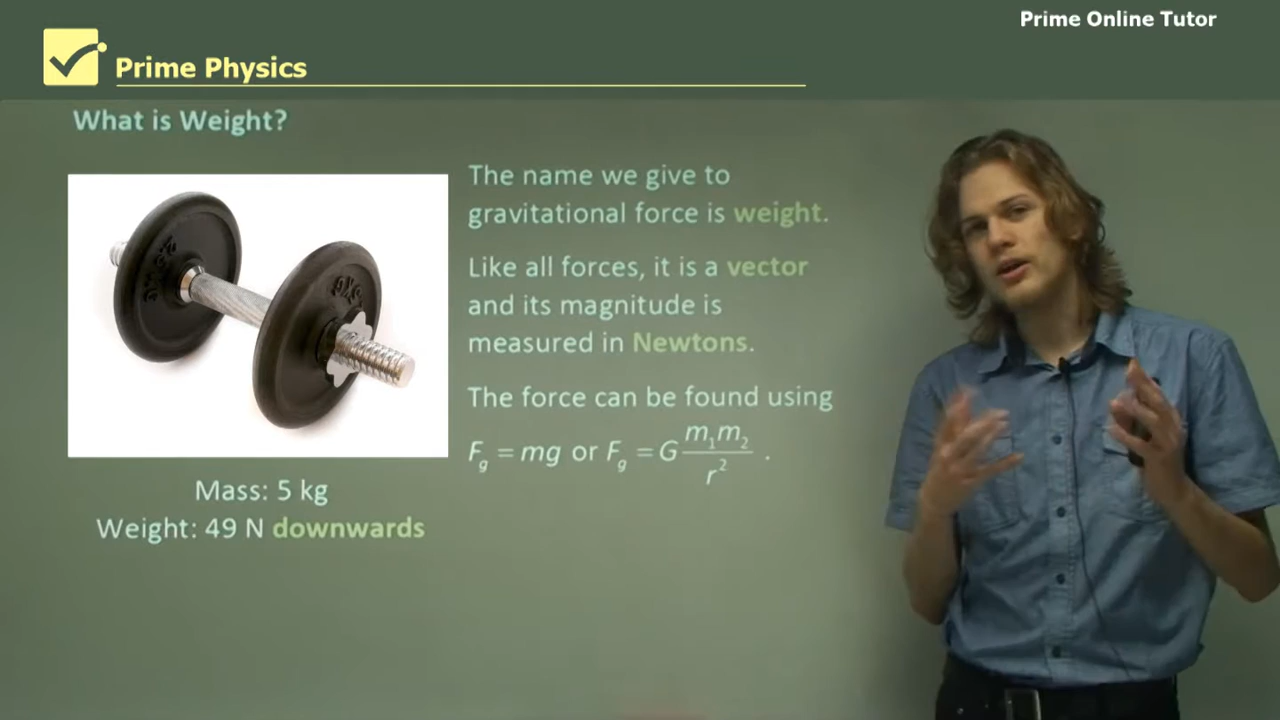 Prime Online Tutor
Prime Physics
What is Weight?
The name we give to
gravitational force is weight.
Like all forces, it is a vector
and its magnitude is
measured in Newtons.
The force can be found using
F_g = mg or F_g = G m₁m₂/r² .
Mass: 5 kg
Weight: 49 N downwards